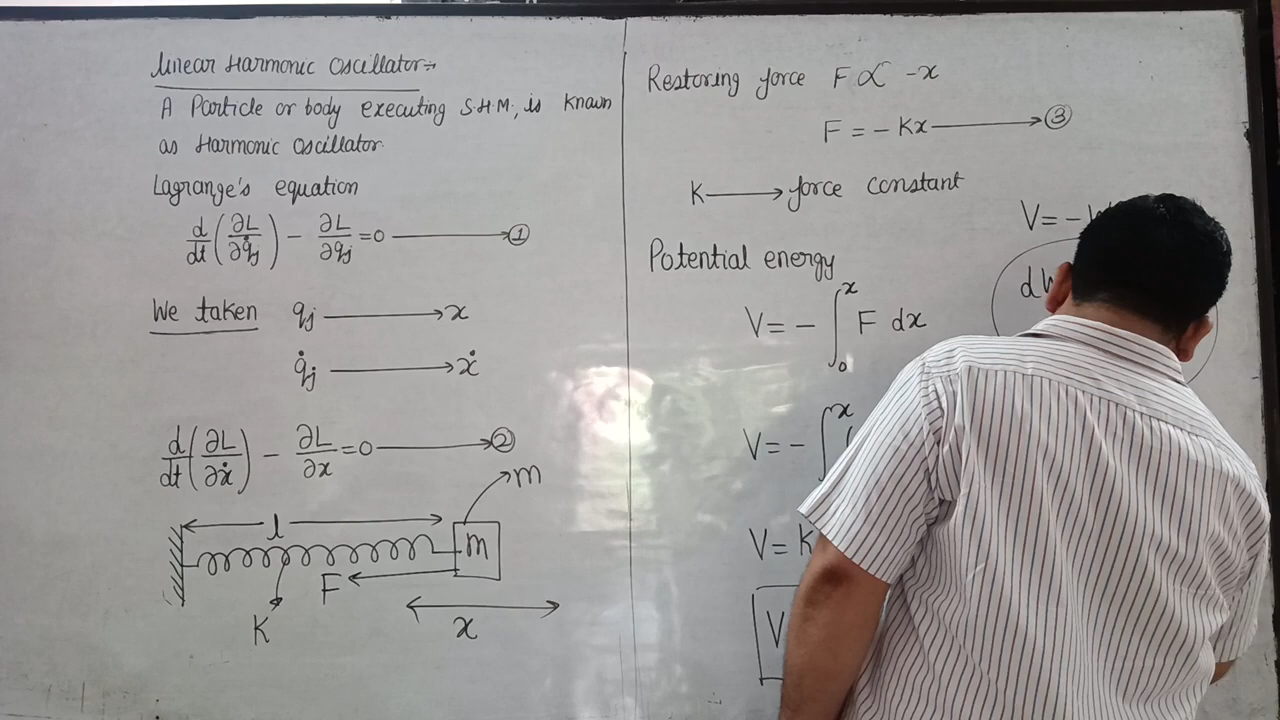 Linear Harmonic Oscillator:-
A Particle or body executing S.H.M., is known
as Harmonic Oscillator.
Lagrange's equation
d/dt(∂L/∂q̇j) - ∂L/∂qj = 0 ⟶ ①
We taken qj ⟶ x
q̇j ⟶ ẋ
d/dt(∂L/∂ẋ) - ∂L/∂x = 0 ⟶ ②
m
l
m
F
K
x
Restoring force F ∝ -x
F = - Kx ⟶ ③
K ⟶ force constant
V = -
Potential energy
V = - ∫₀ˣ F dx
V = - ∫ˣ (
V = K
V